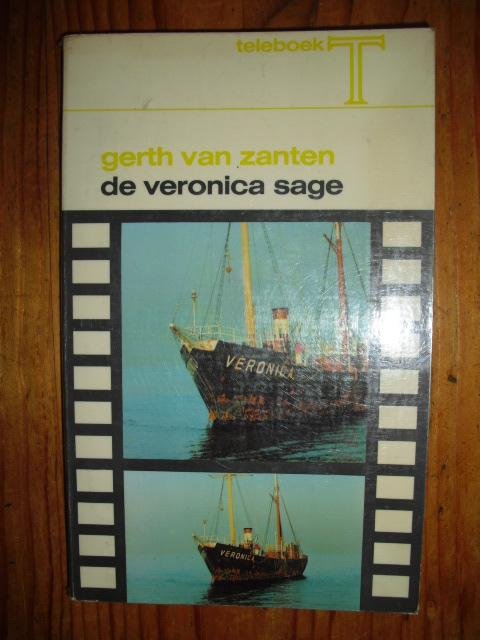 teleboek T
gerth van zanten
de veronica sage
VERONICA
VERONICA